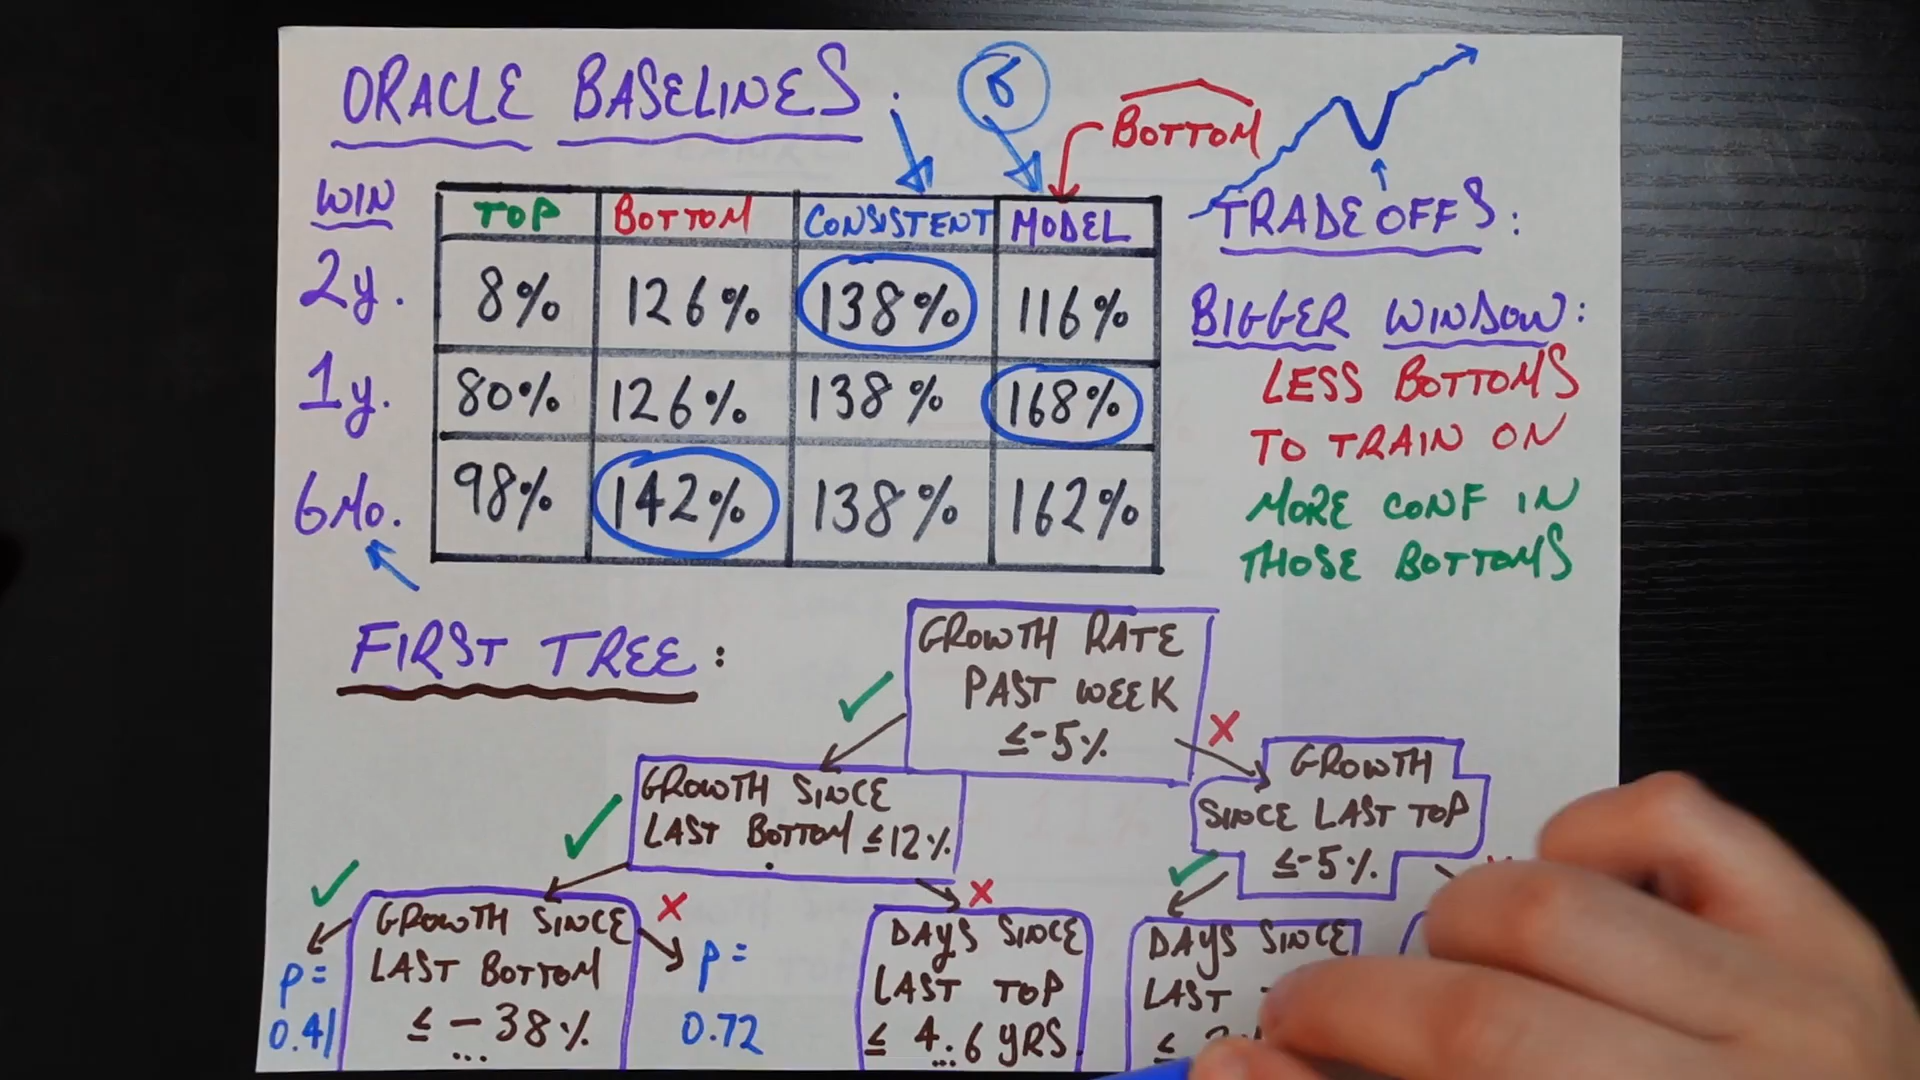 ORACLE BASELINES:
6
BOTTOM
WIN
TOP BOTTOM CONSISTENT MODEL
2y. 8% 126% 138% 116%
1y. 80% 126% 138% 168%
6Mo. 98% 142% 138% 162%
TRADEOFFS:
BIGGER WINDOW:
LESS BOTTOMS
TO TRAIN ON
MORE CONF IN
THOSE BOTTOMS
FIRST TREE:
GROWTH RATE
PAST WEEK
≤-5%
GROWTH SINCE
LAST BOTTOM ≤12%
GROWTH
SINCE LAST TOP
≤-5%
p=
0.41
GROWTH SINCE
LAST BOTTOM
≤ -38%
...
p=
0.72
DAYS SINCE
LAST TOP
≤ 4.6 YRS
...
DAYS SINCE
LAST
≤